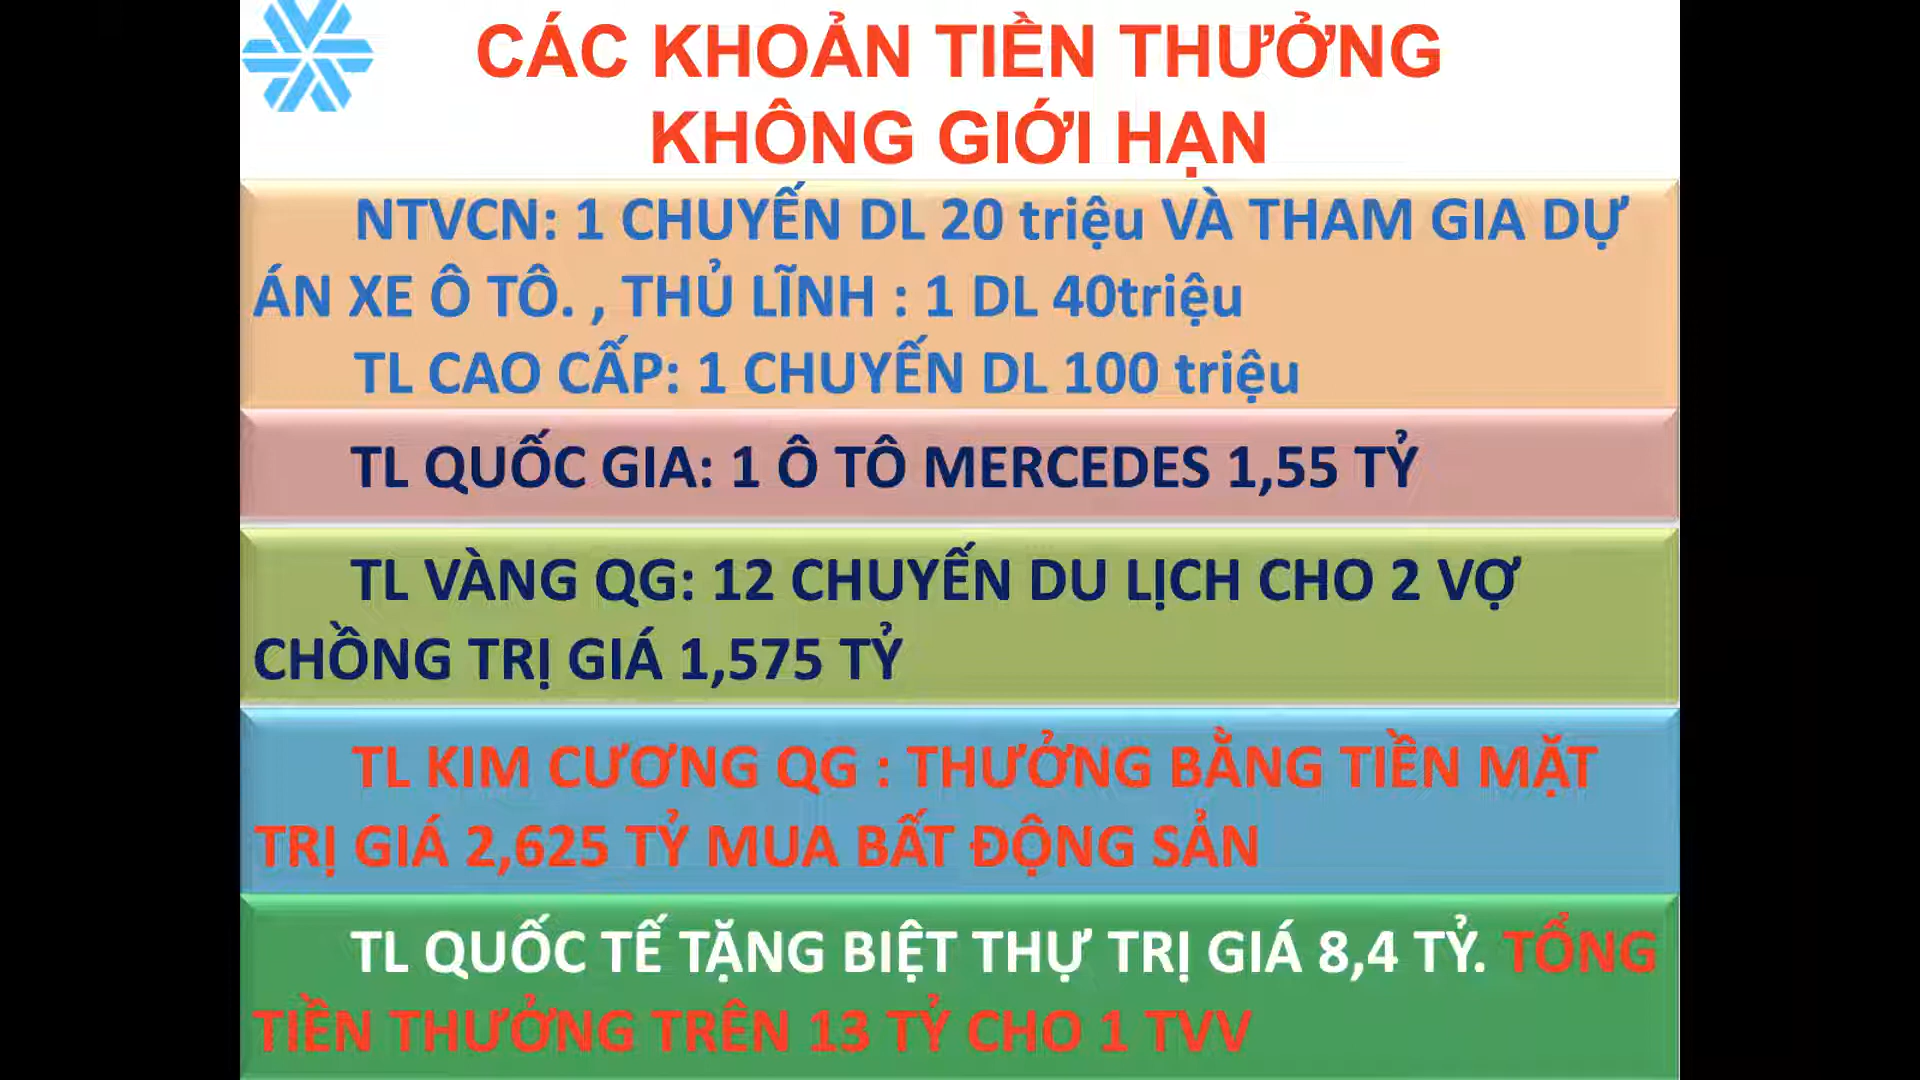 CÁC KHOẢN TIỀN THƯỞNG
KHÔNG GIỚI HẠN
NTVCN: 1 CHUYẾN DL 20 triệu VÀ THAM GIA DỰ
ÁN XE Ô TÔ. , THỦ LĨNH : 1 DL 40triệu
TL CAO CẤP: 1 CHUYẾN DL 100 triệu
TL QUỐC GIA: 1 Ô TÔ MERCEDES 1,55 TỶ
TL VÀNG QG: 12 CHUYẾN DU LỊCH CHO 2 VỢ
CHỒNG TRỊ GIÁ 1,575 TỶ
TL KIM CƯƠNG QG : THƯỞNG BẰNG TIỀN MẶT
TRỊ GIÁ 2,625 TỶ MUA BẤT ĐỘNG SẢN
TL QUỐC TẾ TẶNG BIỆT THỰ TRỊ GIÁ 8,4 TỶ. TỔNG
TIỀN THƯỞNG TRÊN 13 TỶ CHO 1 TVV